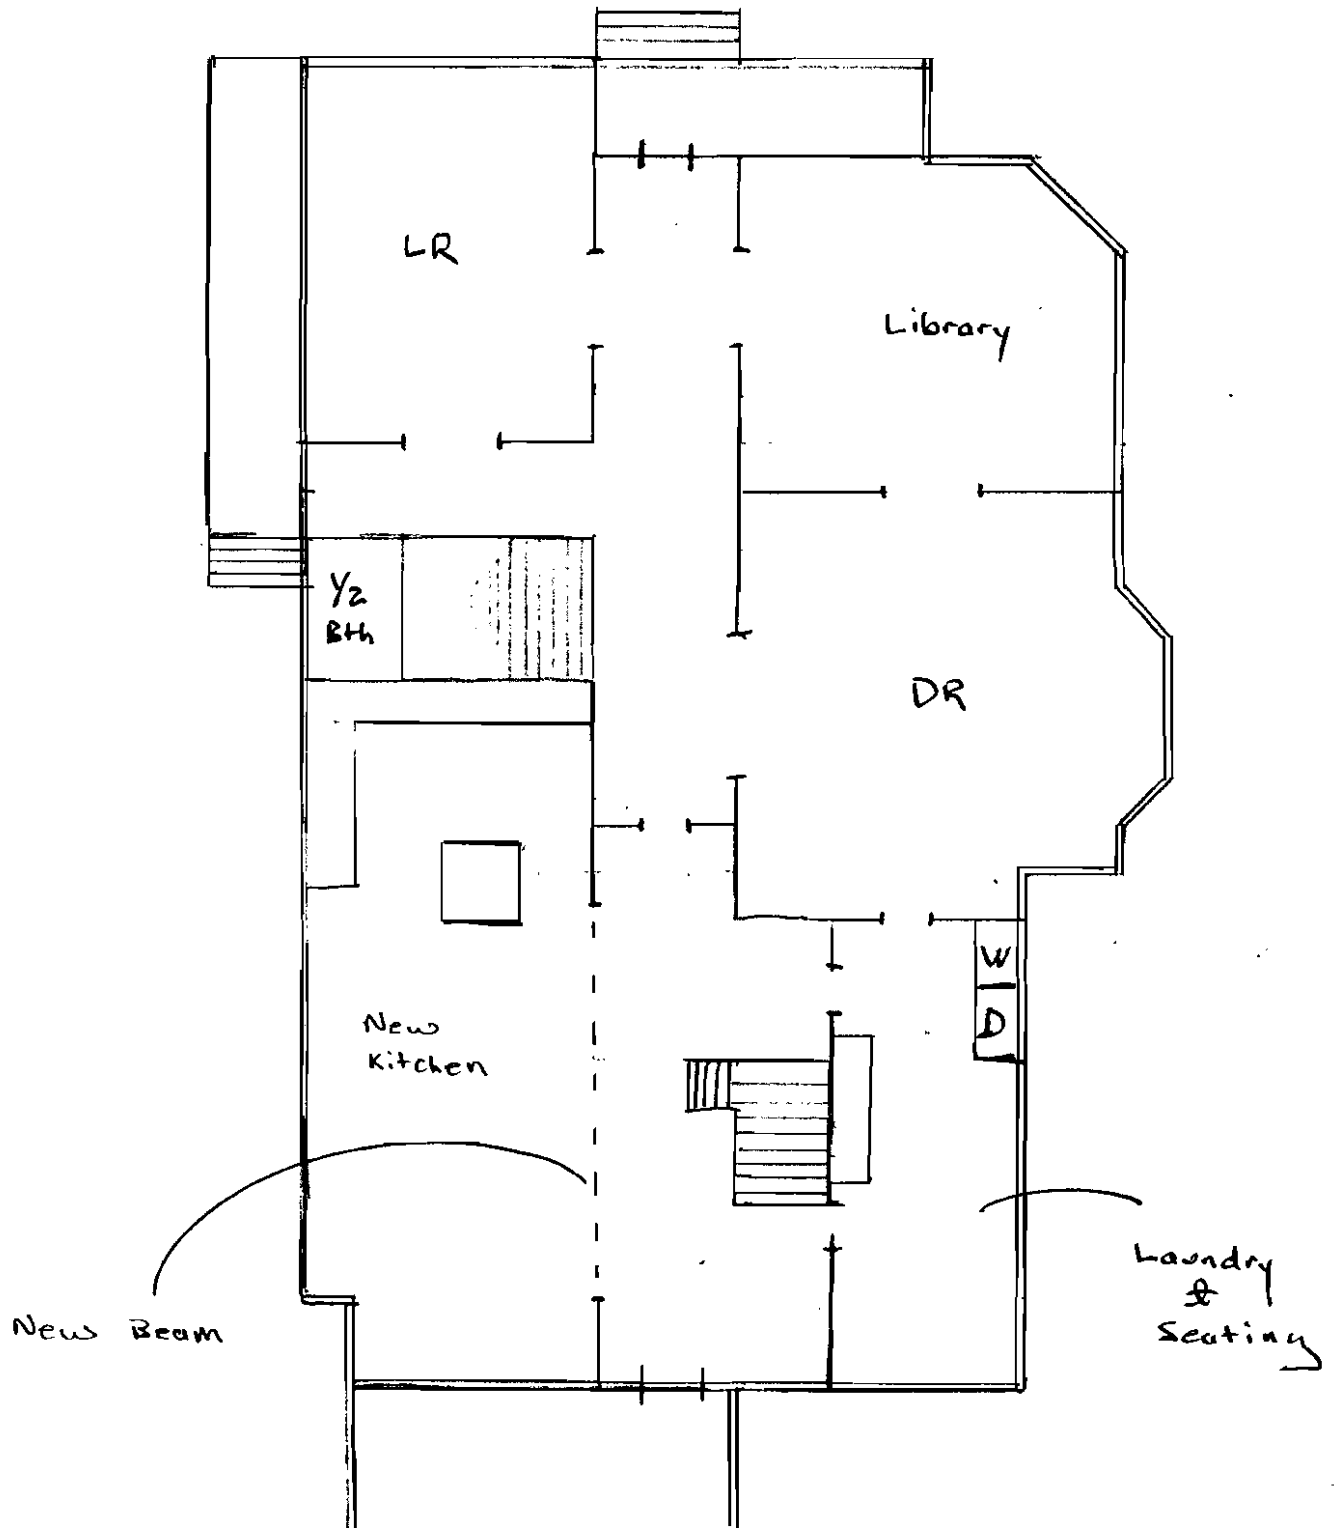 LR
Library
1/2
Bth
DR
W
D
New
Kitchen
New Beam
Laundry
&
Seating